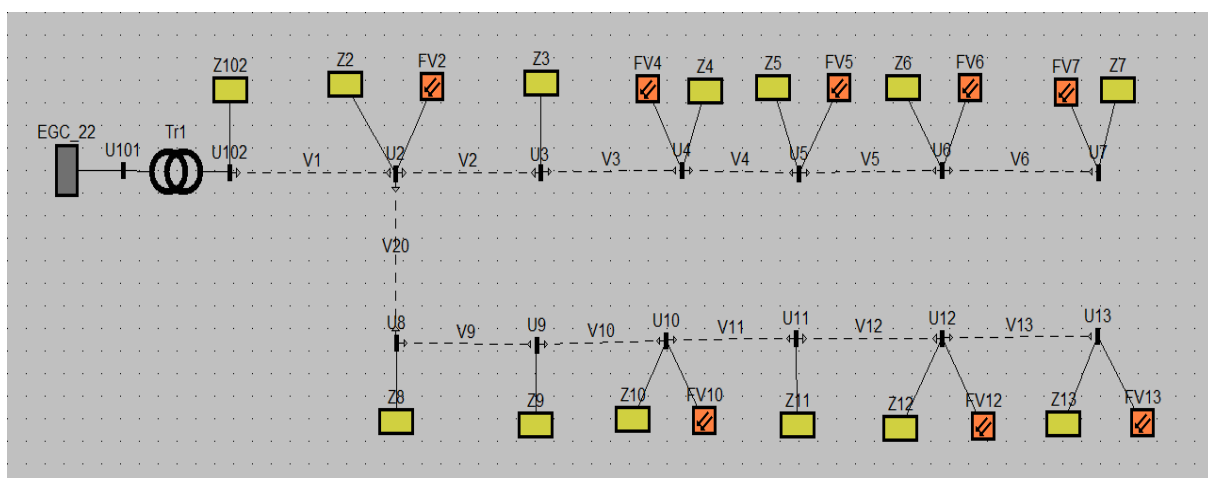 Z102 Z2 FV2 Z3 FV4 Z4 Z5 FV5 Z6 FV6 FV7 Z7
EGC_22 U101 Tr1 U102 U2 U3 U4 U5 U6 U7
V1 V2 V3 V4 V5 V6
V20
U8 U9 U10 U11 U12 U13
V9 V10 V11 V12 V13
Z8 Z9 Z10 FV10 Z11 Z12 FV12 Z13 FV13